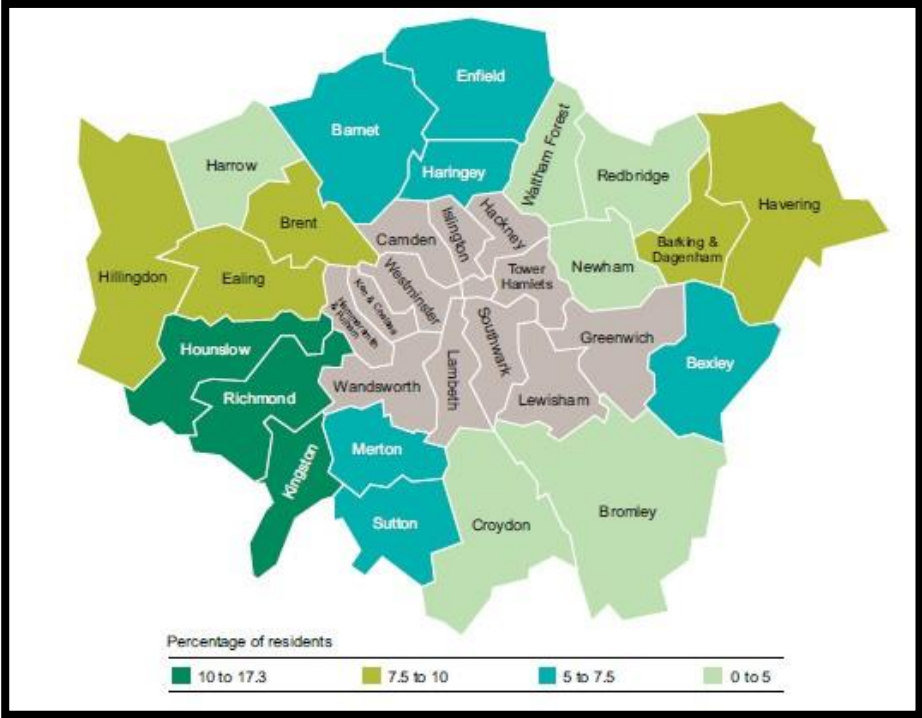 Enfield
Barnet
Haringey
Waltham Forest
Redbridge
Havering
Harrow
Brent
Camden
Islington
Hackney
Hillingdon
Ealing
Westminster
Tower
Hamlets
Newham
Barking &
Dagenham
Hounslow
Richmond
Kingston
Wandsworth
Lambeth
Southwark
Lewisham
Greenwich
Bexley
Merton
Sutton
Croydon
Bromley
Hammersmith
& Fulham
Percentage of residents
10 to 17.3
7.5 to 10
5 to 7.5
0 to 5